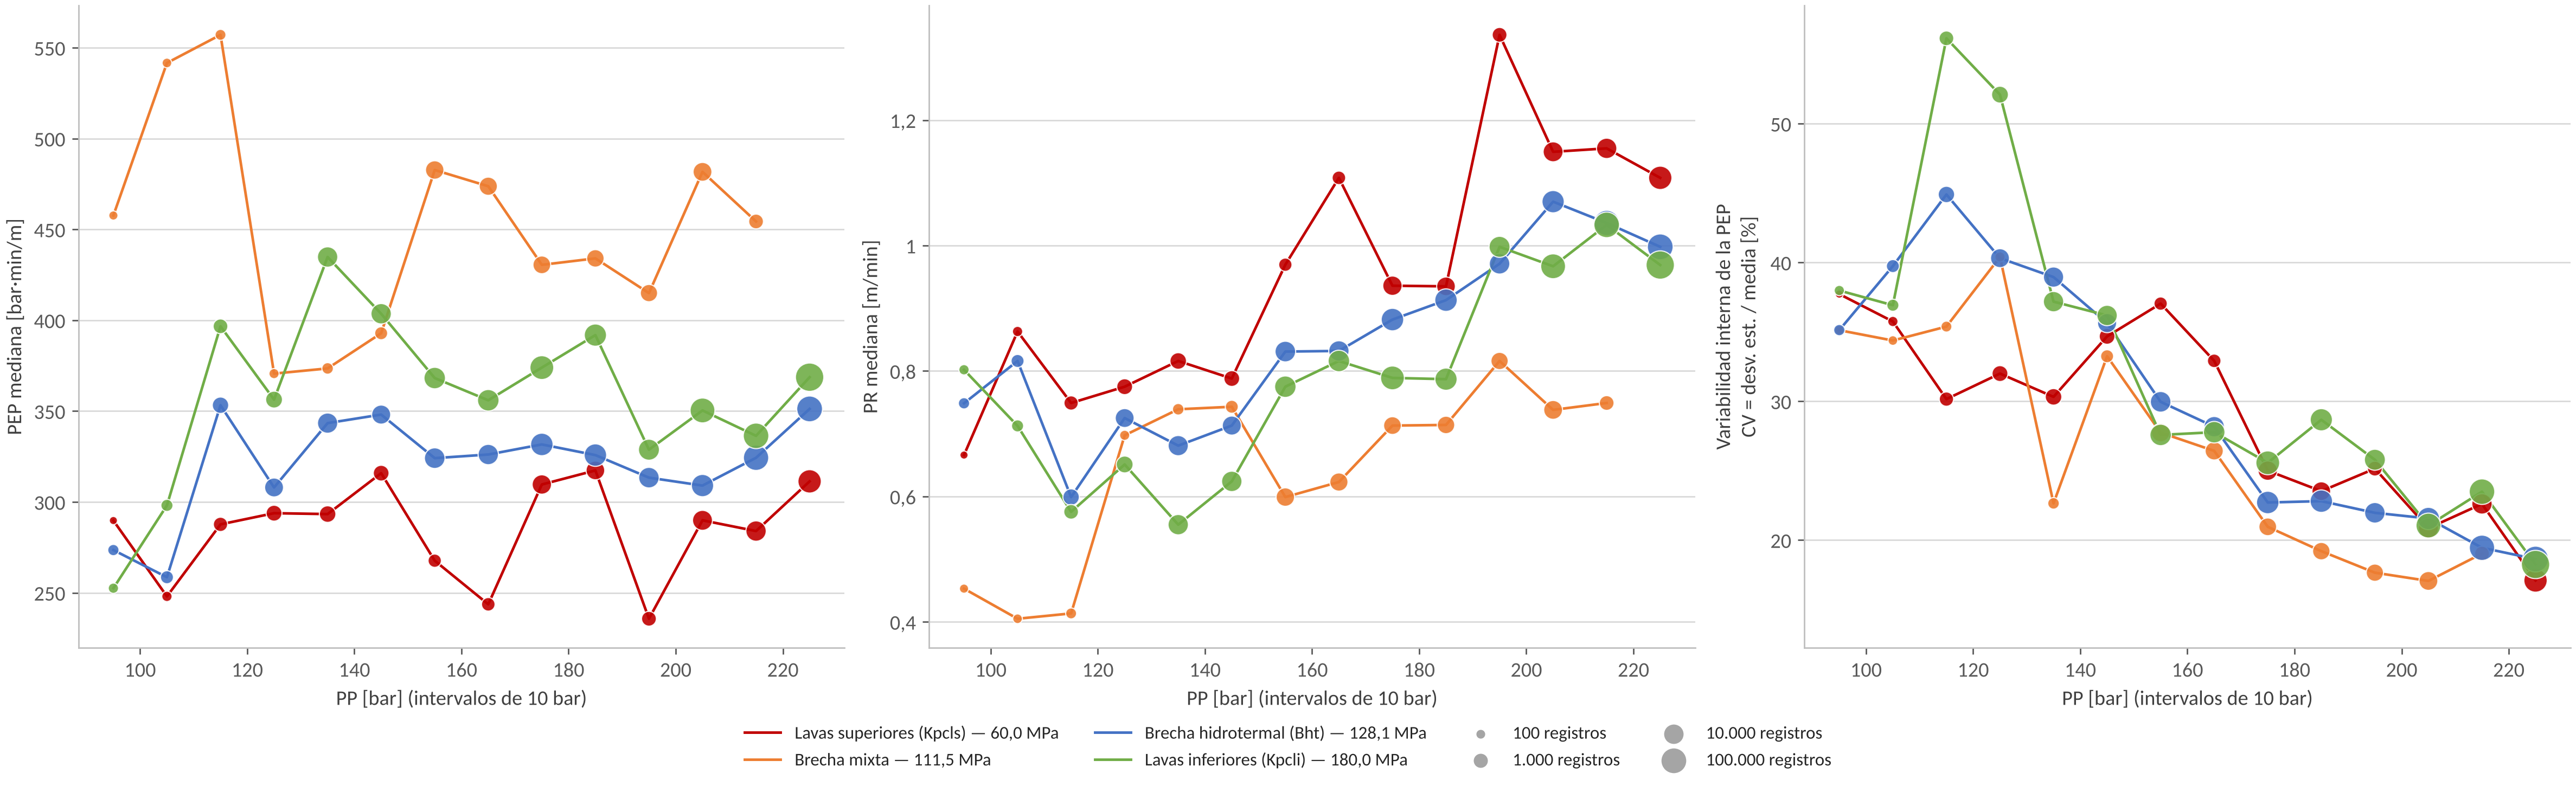 PEP mediana [bar·min/m]
550
500
450
400
350
300
250
100 120 140 160 180 200 220
PP [bar] (intervalos de 10 bar)
PR mediana [m/min]
1,2
1
0,8
0,6
0,4
100 120 140 160 180 200 220
PP [bar] (intervalos de 10 bar)
Variabilidad interna de la PEP
CV = desv. est. / media [%]
50
40
30
20
100 120 140 160 180 200 220
PP [bar] (intervalos de 10 bar)
Lavas superiores (Kpcls) — 60,0 MPa
Brecha mixta — 111,5 MPa
Brecha hidrotermal (Bht) — 128,1 MPa
Lavas inferiores (Kpcli) — 180,0 MPa
100 registros
1.000 registros
10.000 registros
100.000 registros